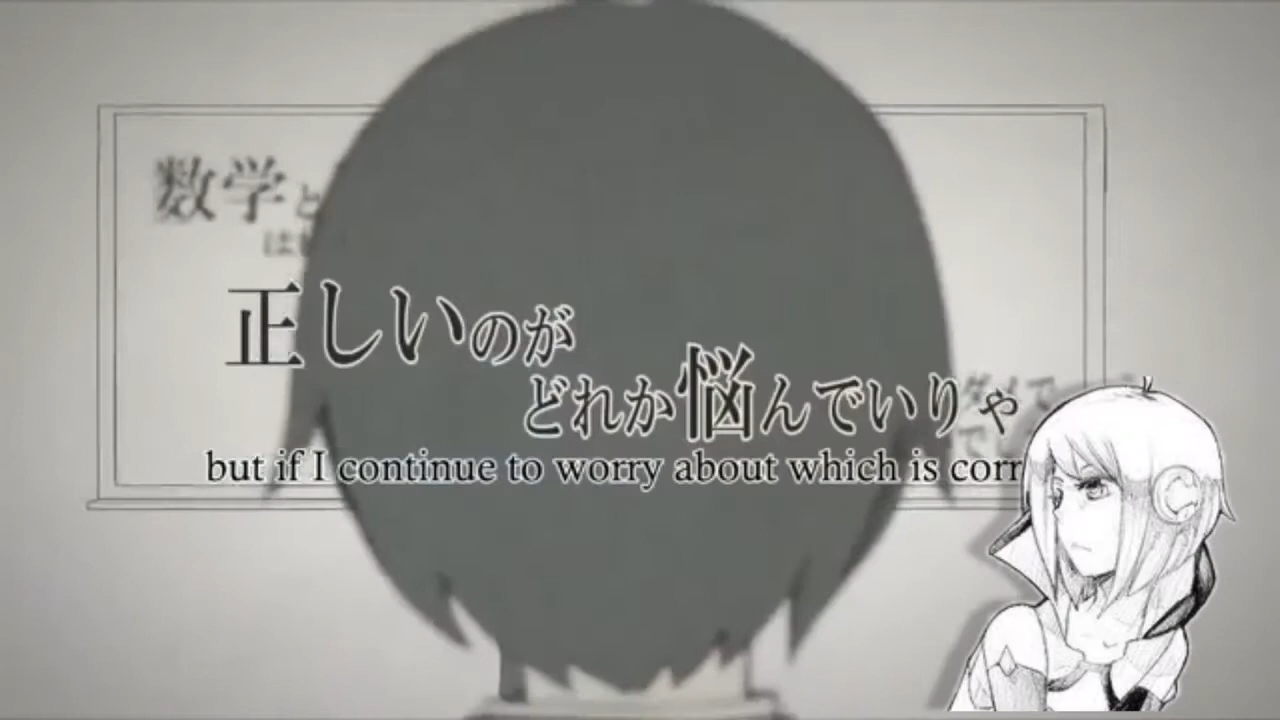 数学と
正しいのが
どれか悩んでいりゃ
but if I continue to worry about which is corr